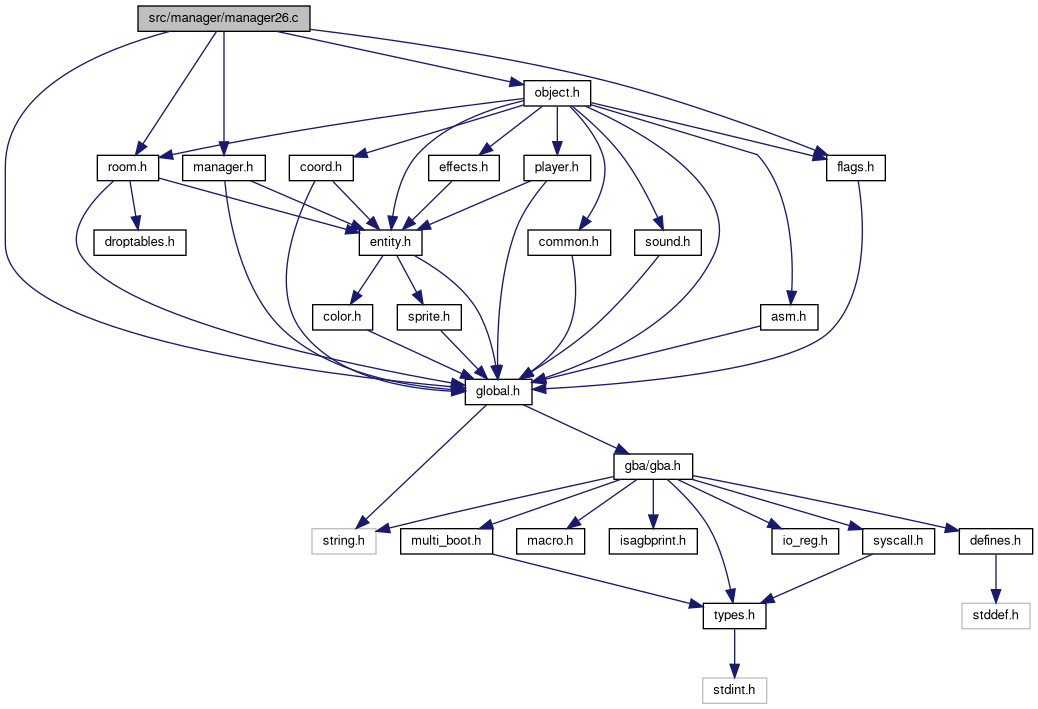 src/manager/manager26.c
object.h
room.h
manager.h
coord.h
effects.h
player.h
flags.h
droptables.h
entity.h
common.h
sound.h
color.h
sprite.h
asm.h
global.h
gba/gba.h
string.h
multi_boot.h
macro.h
isagbprint.h
io_reg.h
syscall.h
defines.h
types.h
stddef.h
stdint.h